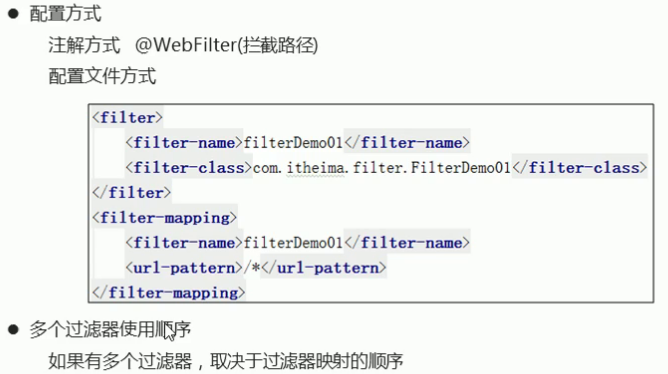 ● 配置方式
注解方式 @WebFilter(拦截路径)
配置文件方式
<filter>
<filter-name>filterDemo01</filter-name>
<filter-class>com.itheima.filter.FilterDemo01</filter-class>
</filter>
<filter-mapping>
<filter-name>filterDemo01</filter-name>
<url-pattern>/*</url-pattern>
</filter-mapping>
● 多个过滤器使用顺序
如果有多个过滤器，取决于过滤器映射的顺序